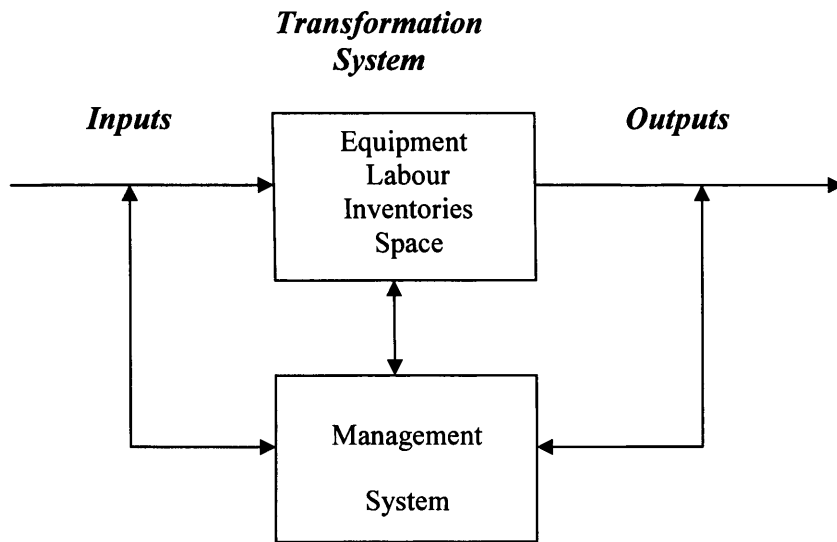 Transformation
System
Inputs
Outputs
Equipment
Labour
Inventories
Space
Management
System